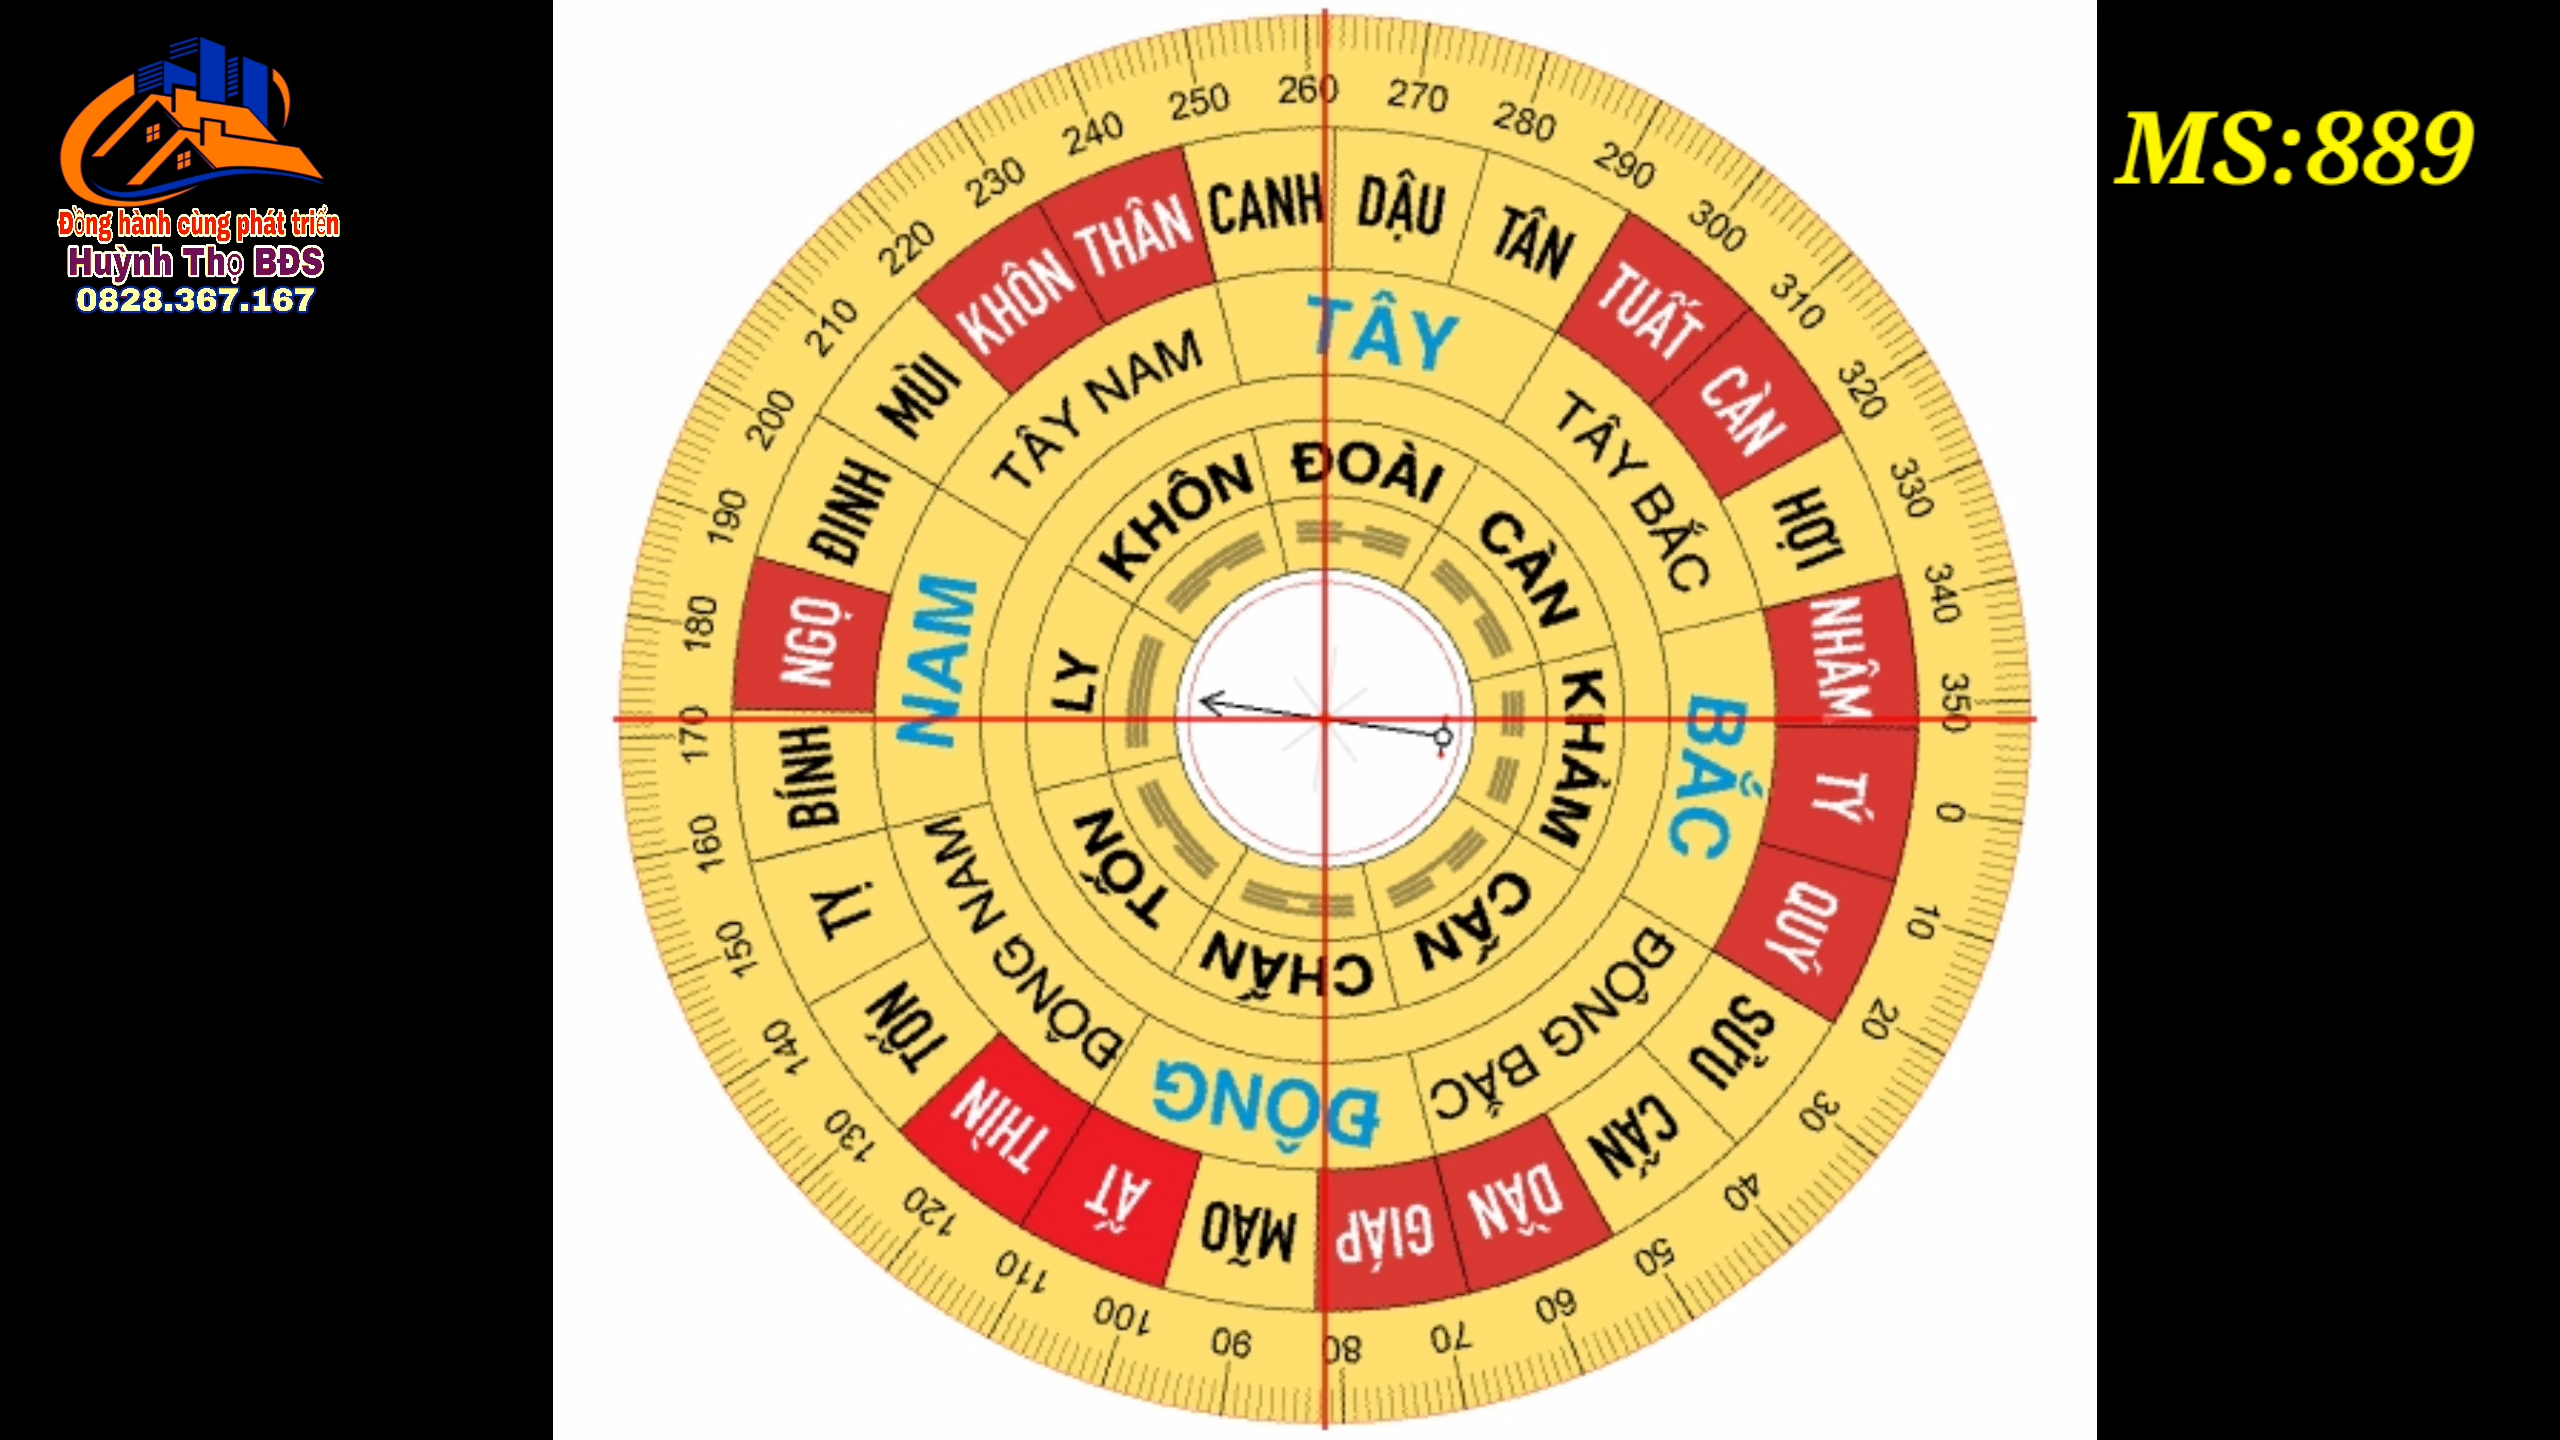 Đồng hành cùng phát triển
Huỳnh Thọ BĐS
0828.367.167
MS:889
260
270
280
290
300
310
320
330
340
350
0
10
20
30
40
50
60
70
80
90
100
110
120
130
140
150
160
170
180
190
200
210
220
230
240
250
CANH
DẬU
TÂN
TUẤT
CÀN
HỢI
NHÂM
TÝ
QUÝ
SỬU
CẤN
DẦN
GIÁP
MÃO
ẤT
THÌN
TỐN
TỴ
BÍNH
NGỌ
ĐINH
MÙI
KHÔN
THÂN
TÂY
TÂY BẮC
BẮC
ĐÔNG BẮC
ĐÔNG
ĐÔNG NAM
NAM
TÂY NAM
ĐOÀI
CÀN
KHẢM
CẤN
CHẤN
TỐN
LY
KHÔN